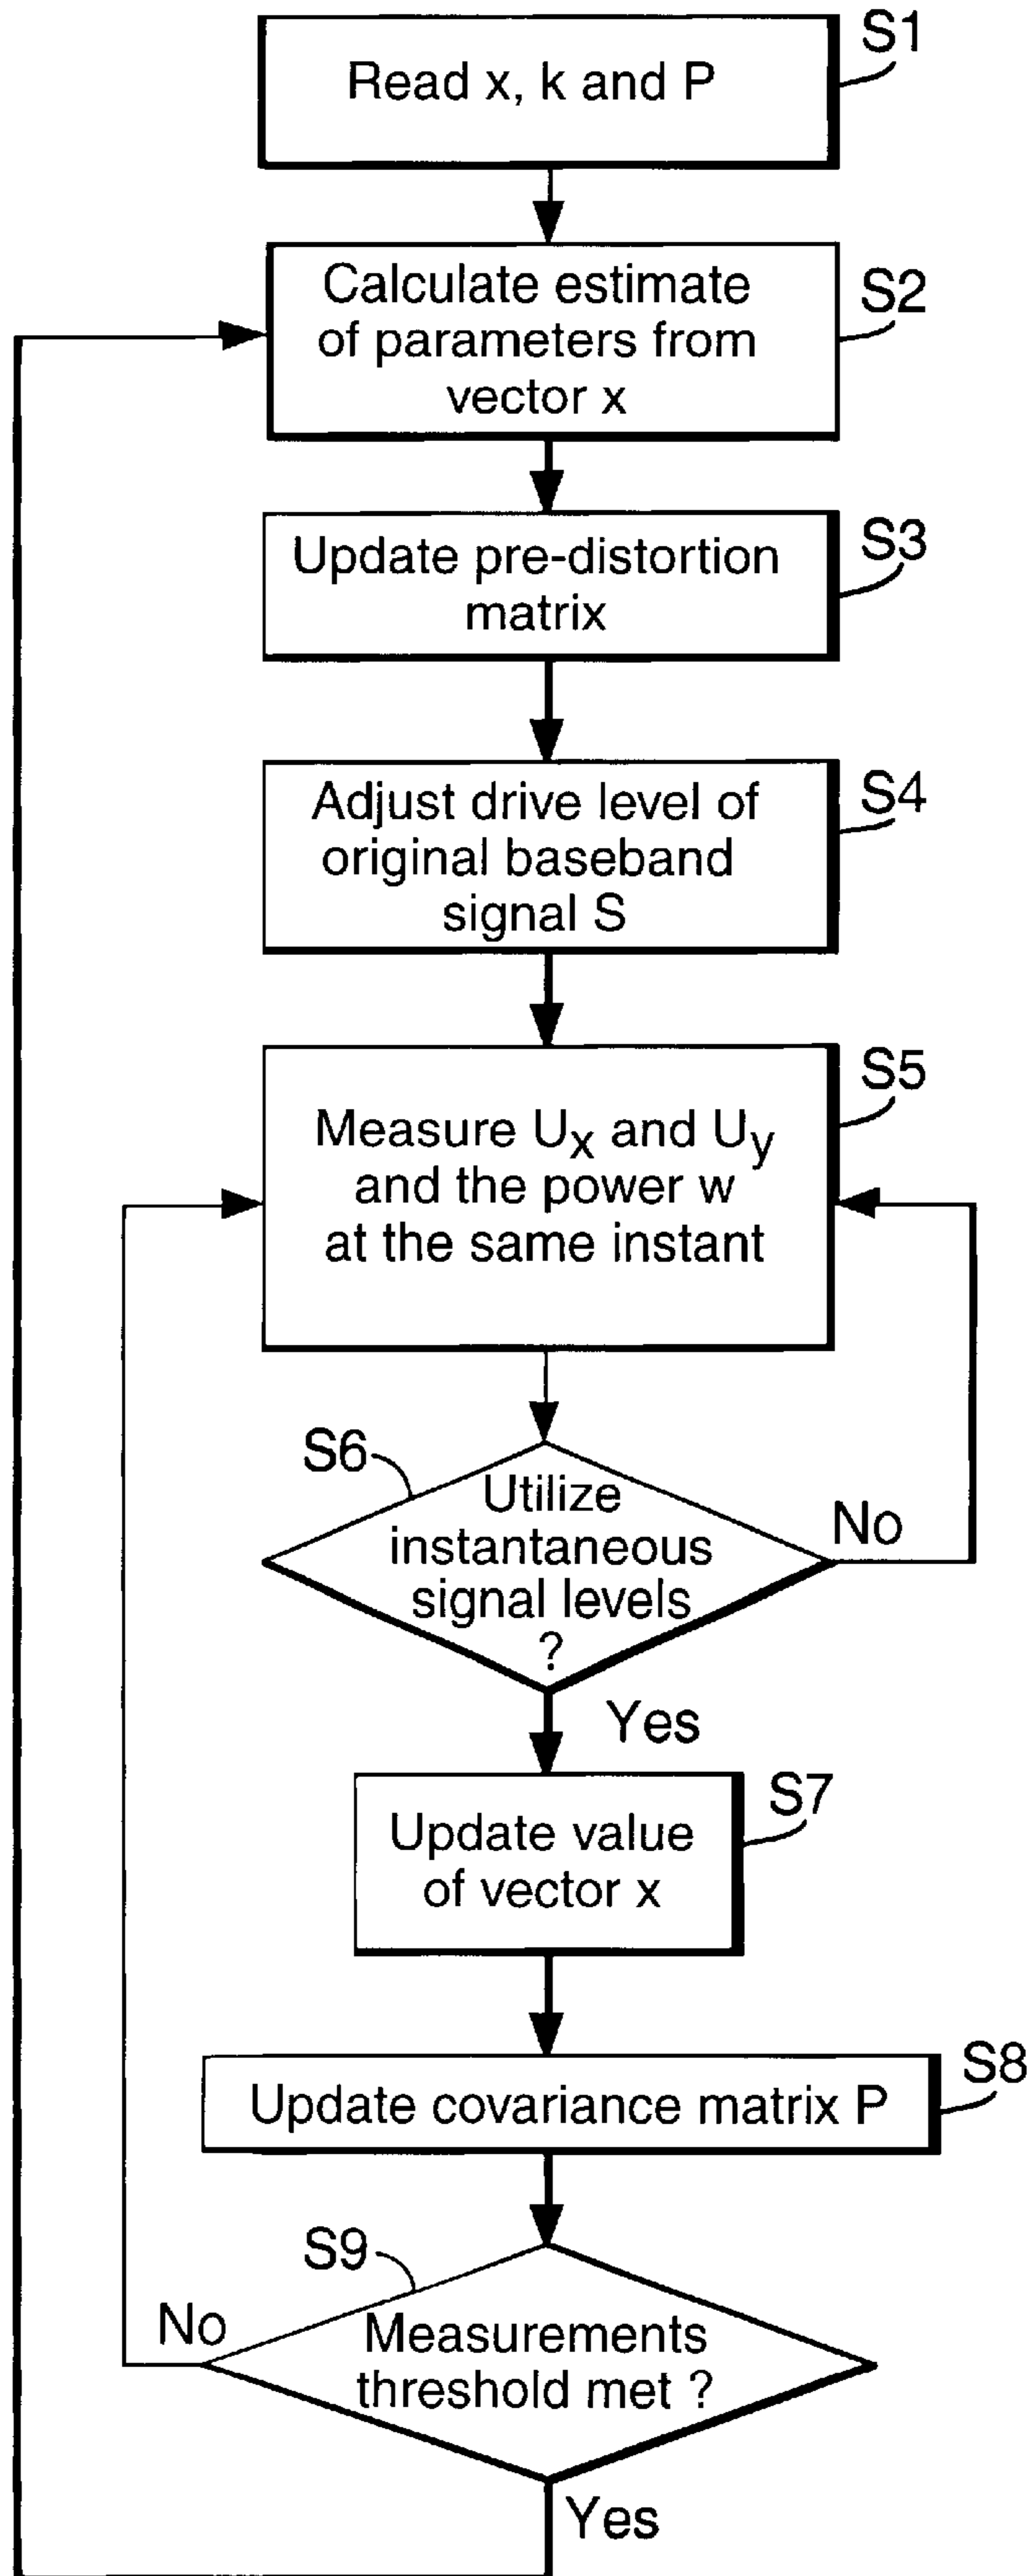 S1
Read x, k and P
S2
Calculate estimate
of parameters from
vector x
S3
Update pre-distortion
matrix
S4
Adjust drive level of
original baseband
signal S
S5
Measure Ux and Uy
and the power w
at the same instant
S6
Utilize
instantaneous
signal levels
?
No
Yes
S7
Update value
of vector x
S8
Update covariance matrix P
S9
No
Measurements
threshold met ?
Yes